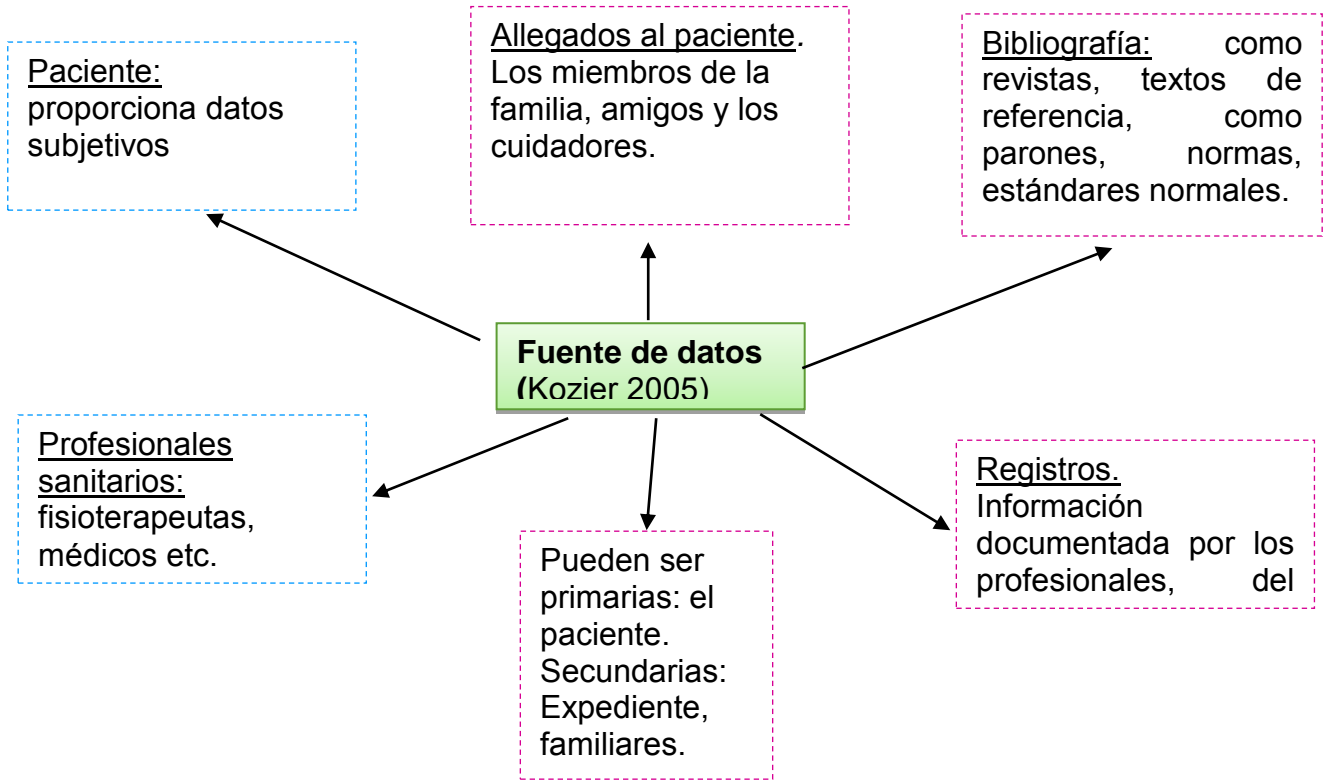 Paciente:
proporciona datos
subjetivos
Allegados al paciente.
Los miembros de la
familia, amigos y los
cuidadores.
Bibliografía: como
revistas, textos de
referencia, como
parones, normas,
estándares normales.
Fuente de datos
(Kozier 2005)
Profesionales
sanitarios:
fisioterapeutas,
médicos etc.
Pueden ser
primarias: el
paciente.
Secundarias:
Expediente,
familiares.
Registros.
Información
documentada por los
profesionales, del